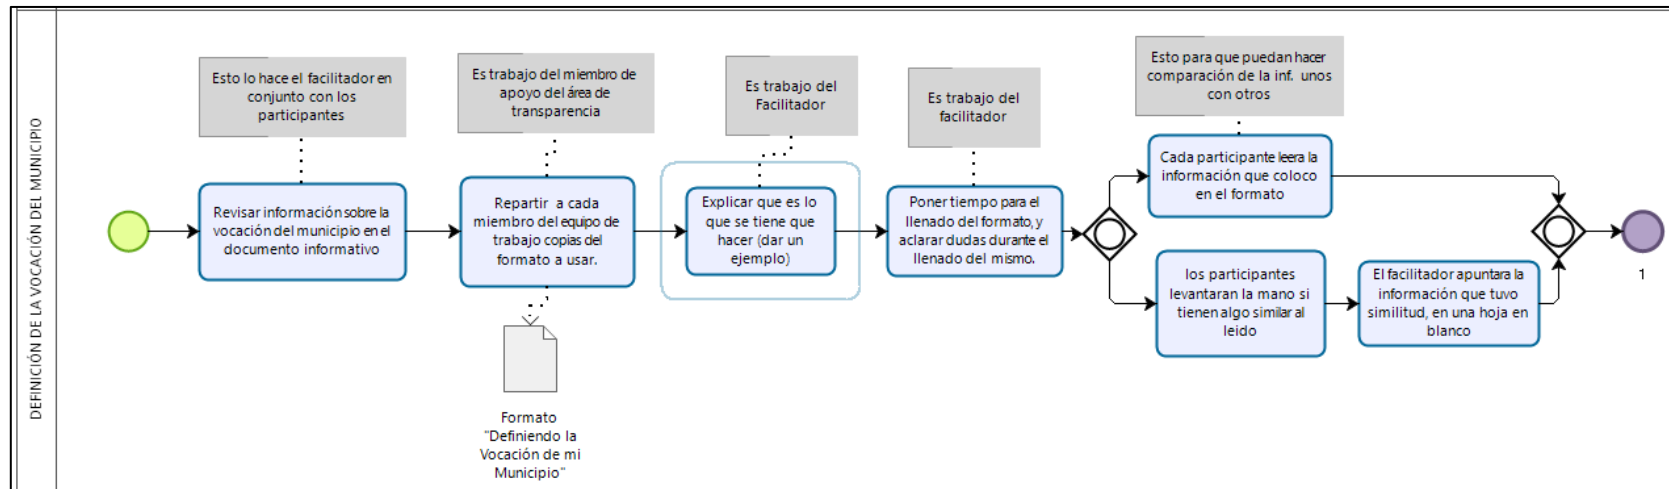 DEFINICIÓN DE LA VOCACIÓN DEL MUNICIPIO
Esto lo hace el facilitador en
conjunto con los
participantes
Revisar información sobre la
vocación del municipio en el
documento informativo
Es trabajo del miembro de
apoyo del área de
transparencia
Repartir a cada
miembro del equipo de
trabajo copias del
formato a usar.
Formato
"Definiendo la
Vocación de mi
Municipio"
Es trabajo del
Facilitador
Explicar que es lo
que se tiene que
hacer (dar un
ejemplo)
Es trabajo del
facilitador
Poner tiempo para el
llenado del formato, y
aclarar dudas durante el
llenado del mismo.
Esto para que puedan hacer
comparación de la inf. unos
con otros
Cada participante leera la
información que coloco
en el formato
los participantes
levantaran la mano si
tienen algo similar al
leido
El facilitador apuntara la
información que tuvo
similitud, en una hoja en
blanco
1